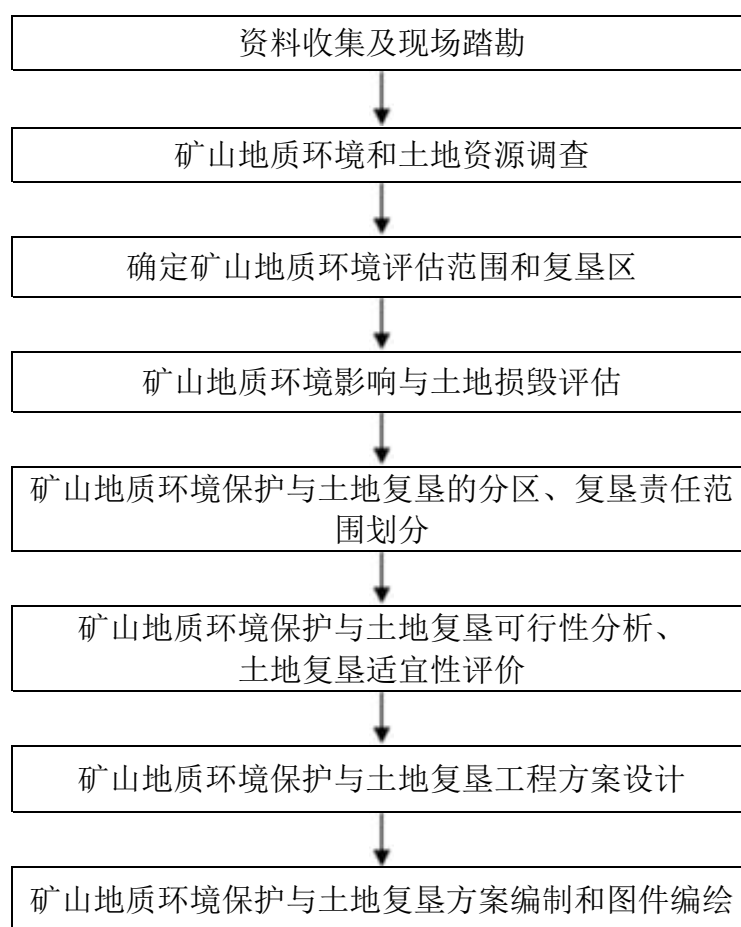 资料收集及现场踏勘
矿山地质环境和土地资源调查
确定矿山地质环境评估范围和复垦区
矿山地质环境影响与土地损毁评估
矿山地质环境保护与土地复垦的分区、复垦责任范
围划分
矿山地质环境保护与土地复垦可行性分析、
土地复垦适宜性评价
矿山地质环境保护与土地复垦工程方案设计
矿山地质环境保护与土地复垦方案编制和图件编绘